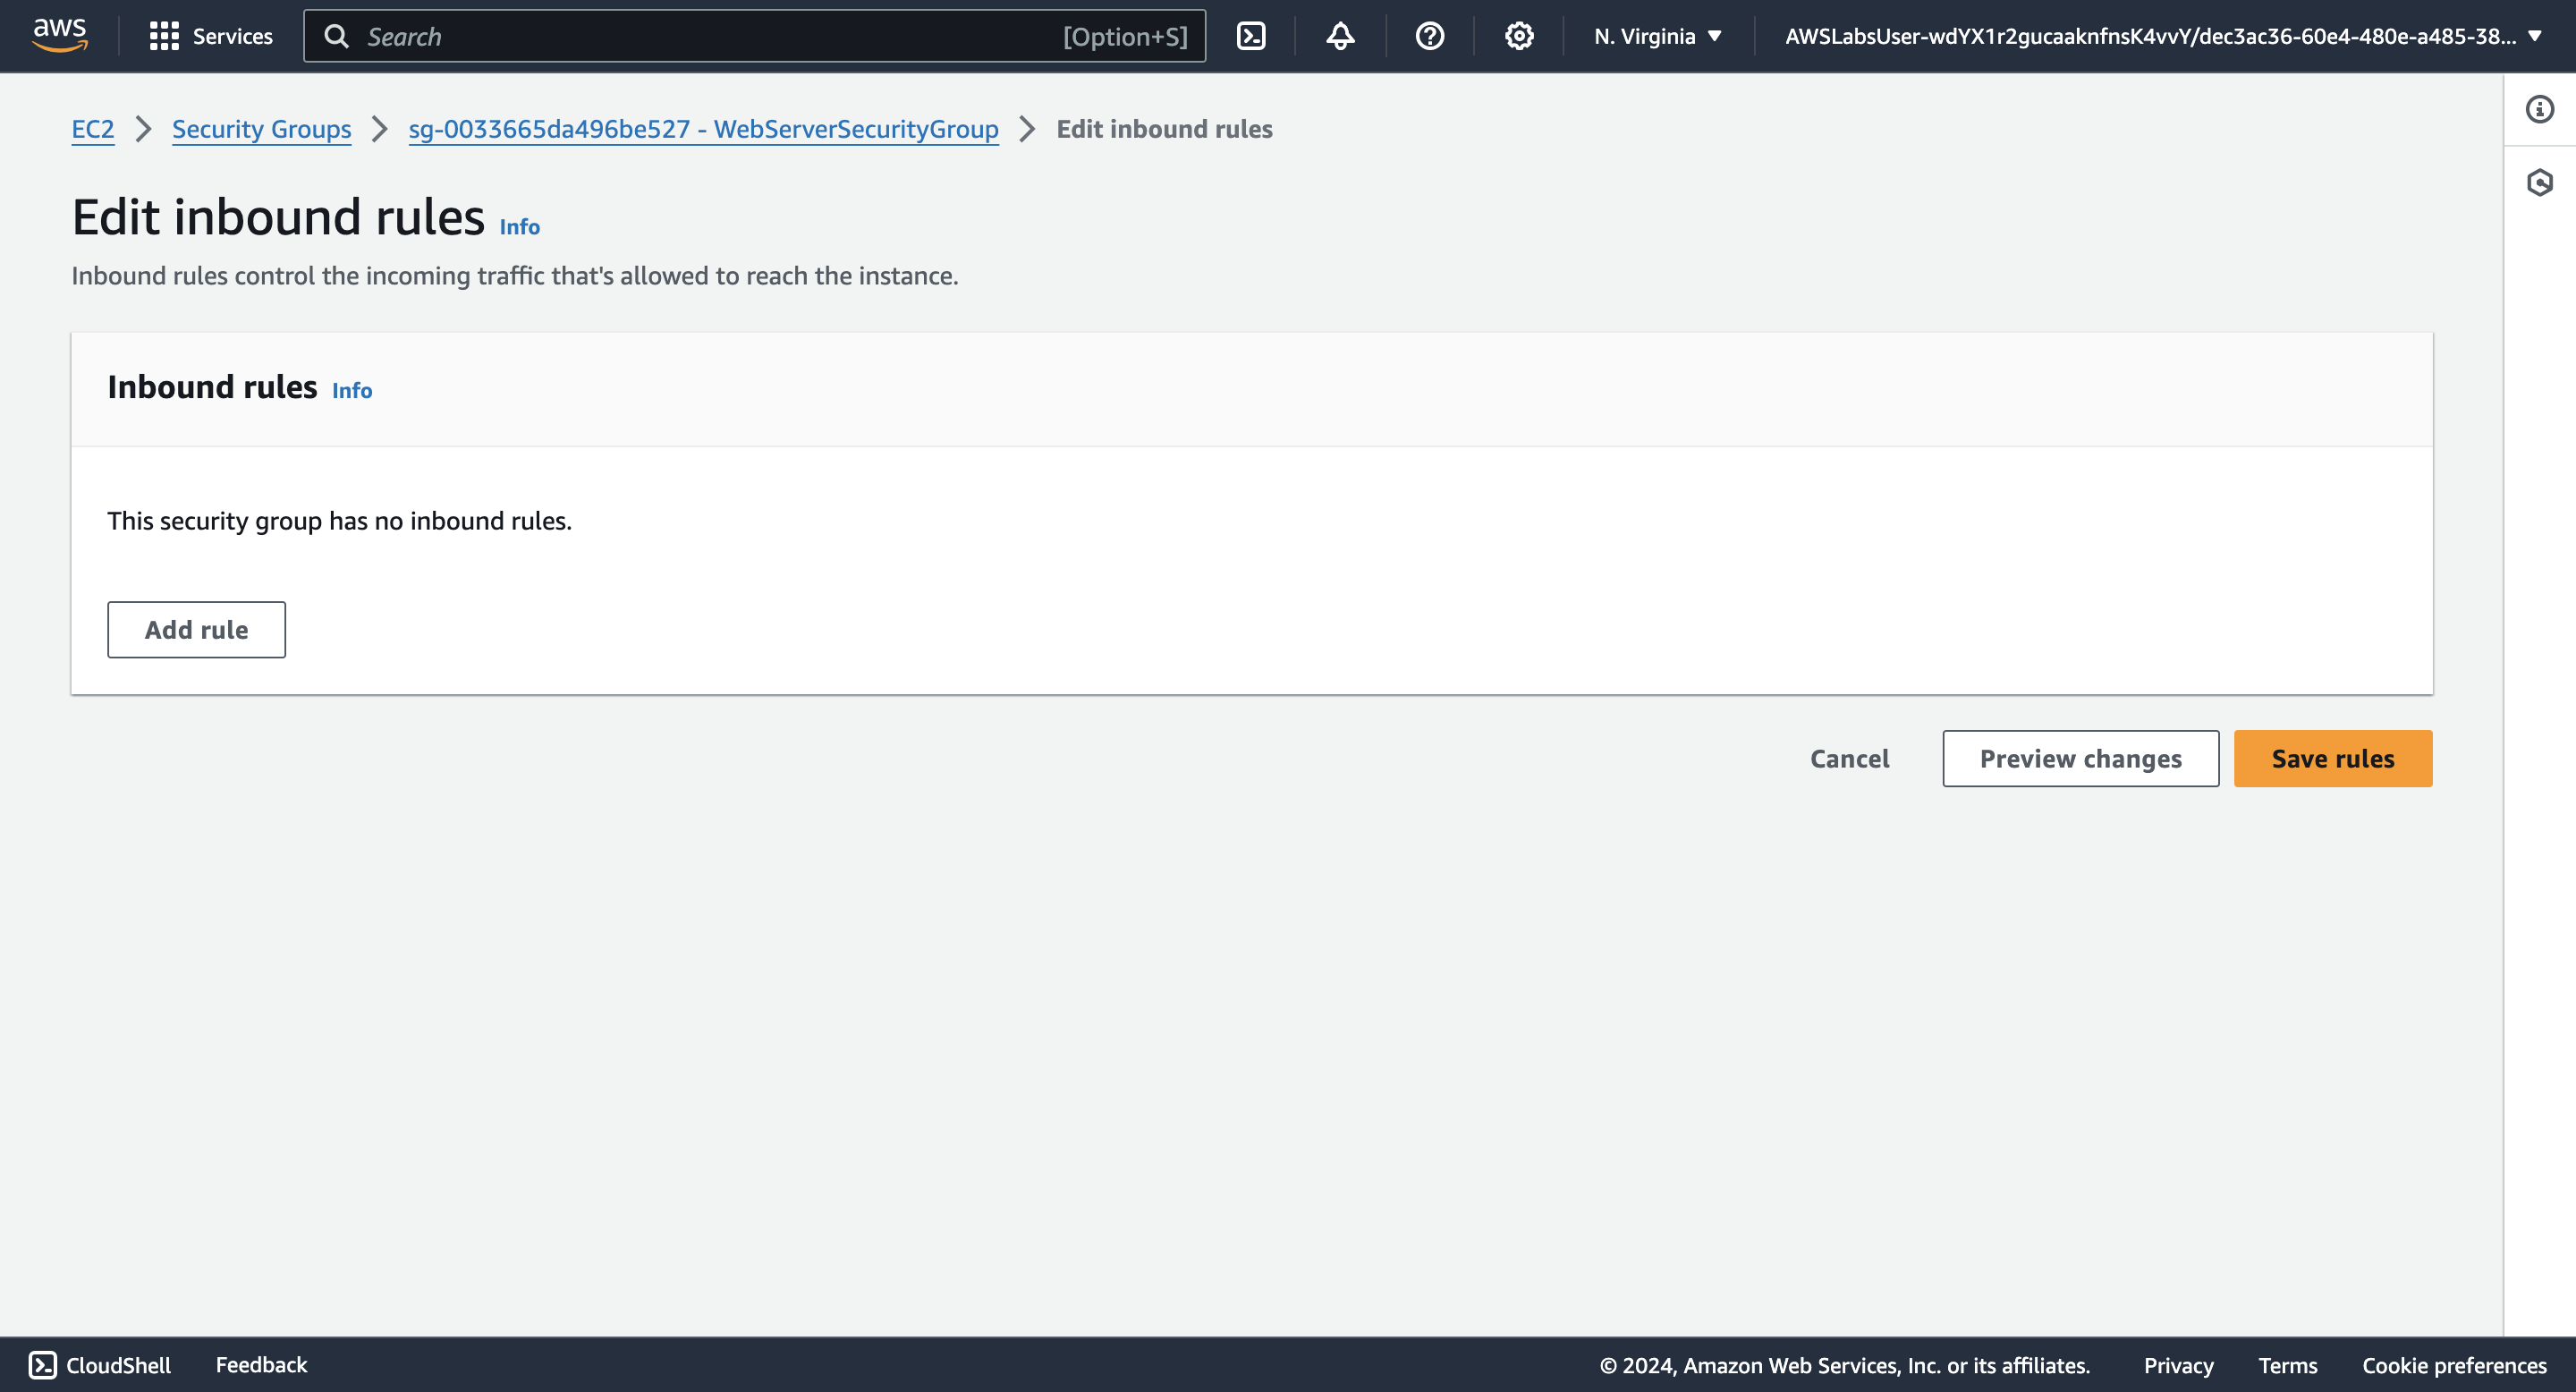 aws Services Search [Option+S] N. Virginia AWSLabsUser-wdYX1r2gucaaknfnsK4vvY/dec3ac36-60e4-480e-a485-38...
EC2 Security Groups sg-0033665da496be527 - WebServerSecurityGroup Edit inbound rules
Edit inbound rules Info
Inbound rules control the incoming traffic that's allowed to reach the instance.
Inbound rules Info
This security group has no inbound rules.
Add rule
Cancel Preview changes Save rules
CloudShell Feedback © 2024, Amazon Web Services, Inc. or its affiliates. Privacy Terms Cookie preferences